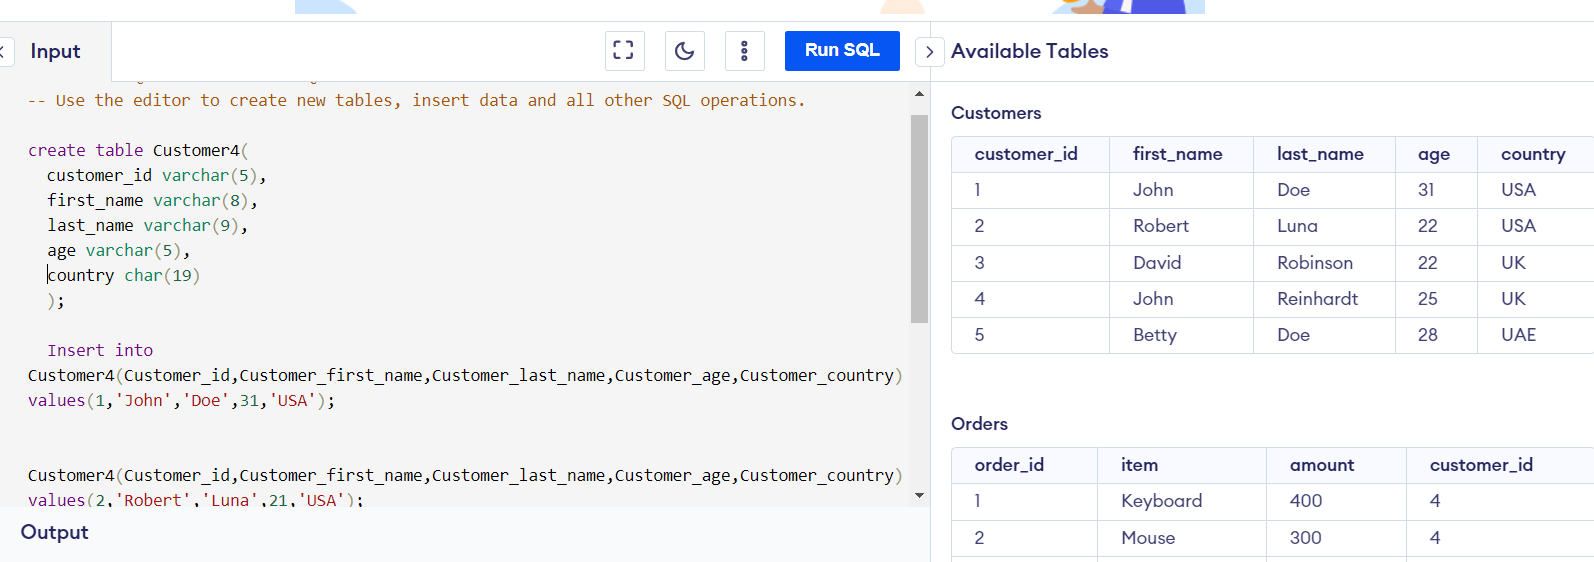 Input
Run SQL
-- Use the editor to create new tables, insert data and all other SQL operations.
create table Customer4(
customer_id varchar(5),
first_name varchar(8),
last_name varchar(9),
age varchar(5),
country char(19)
);
Insert into
Customer4(Customer_id,Customer_first_name,Customer_last_name,Customer_age,Customer_country)
values(1,'John','Doe',31,'USA');
Customer4(Customer_id,Customer_first_name,Customer_last_name,Customer_age,Customer_country)
values(2,'Robert','Luna',21,'USA');
Output
Available Tables
Customers
customer_id first_name last_name age country
1 John Doe 31 USA
2 Robert Luna 22 USA
3 David Robinson 22 UK
4 John Reinhardt 25 UK
5 Betty Doe 28 UAE
Orders
order_id item amount customer_id
1 Keyboard 400 4
2 Mouse 300 4